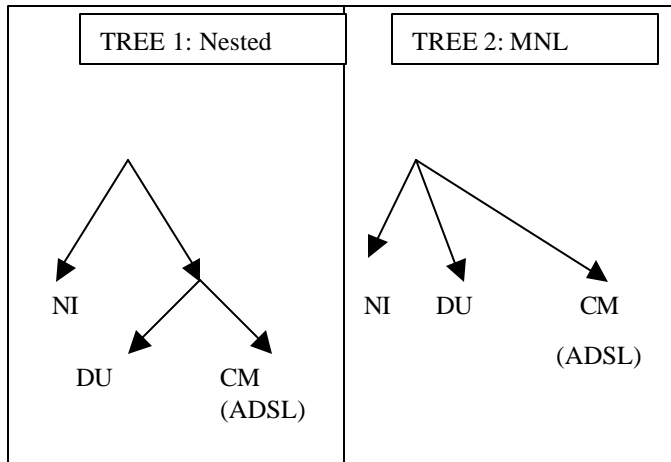 TREE 1: Nested
NI
DU
CM
(ADSL)
TREE 2: MNL
NI
DU
CM
(ADSL)